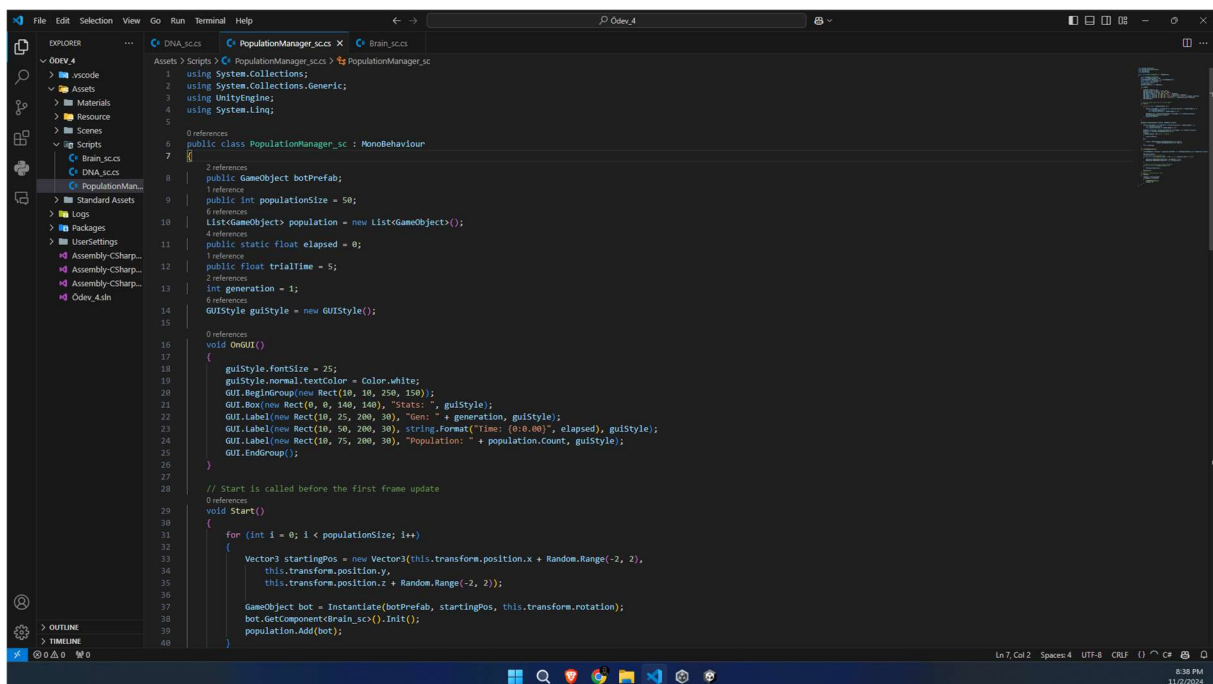 File Edit Selection View Go Run Terminal Help
Ödev_4
EXPLORER
ÖDEV_4
.vscode
Assets
Materials
Resource
Scenes
Scripts
Brain_sc.cs
DNA_sc.cs
PopulationMan...
Standard Assets
Logs
Packages
UserSettings
Assembly-CSharp...
Assembly-CSharp...
Assembly-CSharp...
Ödev_4.sln
OUTLINE
TIMELINE
DNA_sc.cs PopulationManager_sc.cs Brain_sc.cs
Assets > Scripts > PopulationManager_sc.cs > PopulationManager_sc
1 using System.Collections;
2 using System.Collections.Generic;
3 using UnityEngine;
4 using System.Linq;
5
0 references
6 public class PopulationManager_sc : MonoBehaviour
7 {
2 references
8 public GameObject botPrefab;
1 reference
9 public int populationSize = 50;
6 references
10 List<GameObject> population = new List<GameObject>();
4 references
11 public static float elapsed = 0;
1 reference
12 public float trialTime = 5;
2 references
13 int generation = 1;
6 references
14 GUIStyle guiStyle = new GUIStyle();
15
0 references
16 void OnGUI()
17 {
18 guiStyle.fontSize = 25;
19 guiStyle.normal.textColor = Color.white;
20 GUI.BeginGroup(new Rect(10, 10, 250, 150));
21 GUI.Box(new Rect(0, 0, 140, 140), "Stats: ", guiStyle);
22 GUI.Label(new Rect(10, 25, 200, 30), "Gen: " + generation, guiStyle);
23 GUI.Label(new Rect(10, 50, 200, 30), string.Format("Time: {0:0.00}", elapsed), guiStyle);
24 GUI.Label(new Rect(10, 75, 200, 30), "Population: " + population.Count, guiStyle);
25 GUI.EndGroup();
26 }
27
28 // Start is called before the first frame update
0 references
29 void Start()
30 {
31 for (int i = 0; i < populationSize; i++)
32 {
33 Vector3 startingPos = new Vector3(this.transform.position.x + Random.Range(-2, 2),
34 this.transform.position.y,
35 this.transform.position.z + Random.Range(-2, 2));
36
37 GameObject bot = Instantiate(botPrefab, startingPos, this.transform.rotation);
38 bot.GetComponent<Brain_sc>().Init();
39 population.Add(bot);
40 }
0 0 0 Ln 7, Col 2 Spaces: 4 UTF-8 CRLF {} C#
8:38 PM
11/2/2024